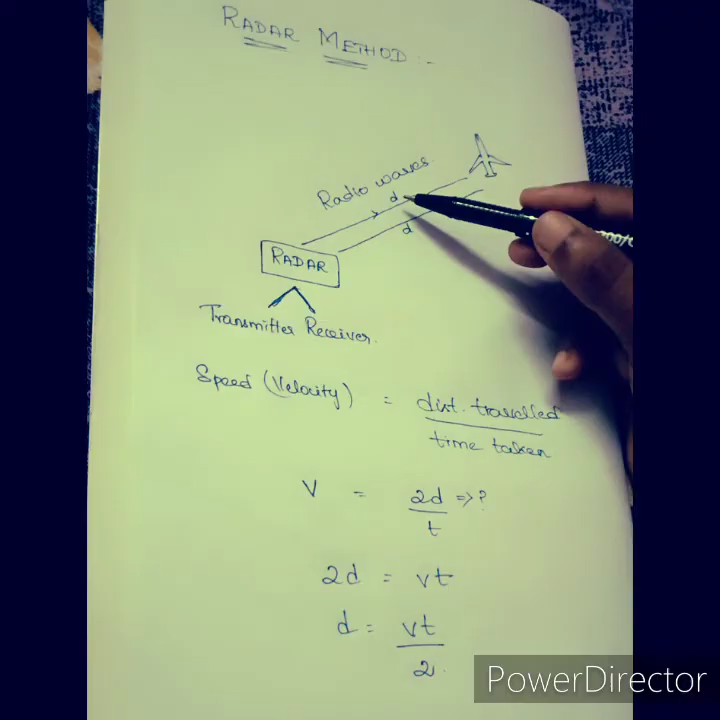 RADAR METHOD :-
Radio waves
d
d
RADAR
Transmitter Receiver.
Speed (Velocity) = dist. travelled
time taken
V = 2d => ?
t
2d = vt
d = vt
2.
PowerDirector